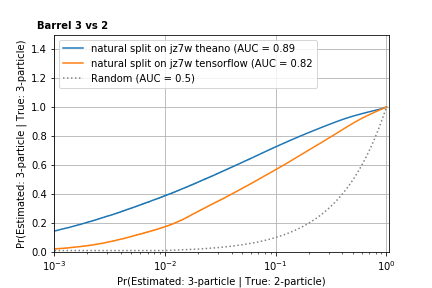 Barrel 3 vs 2
Pr(Estimated: 3-particle | True: 3-particle)
1.4
1.2
1.0
0.8
0.6
0.4
0.2
0.0
natural split on jz7w theano (AUC = 0.89
natural split on jz7w tensorflow (AUC = 0.82
Random (AUC = 0.5)
10⁻³
10⁻²
10⁻¹
10⁰
Pr(Estimated: 3-particle | True: 2-particle)